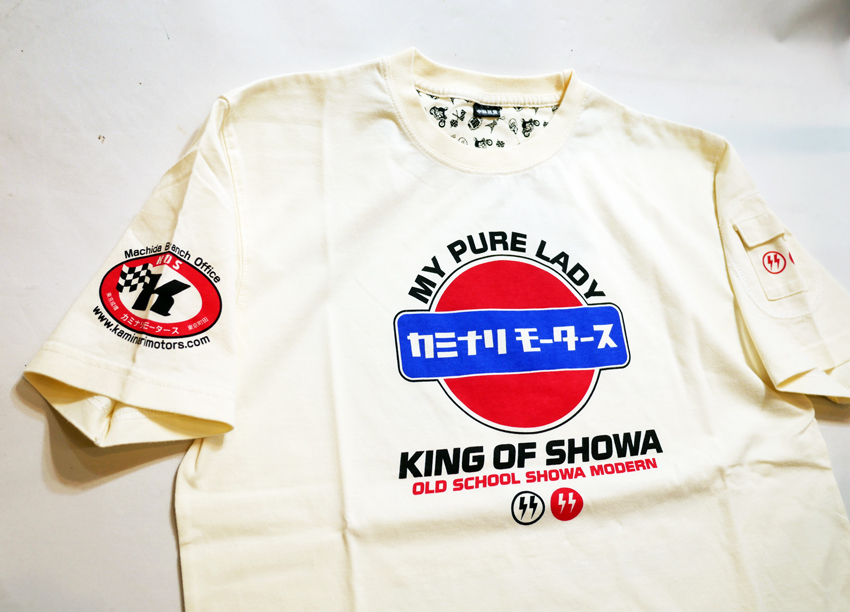 MY PURE LADY
カミナリ モータース
KING OF SHOWA
OLD SCHOOL SHOWA MODERN
Machida Branch Office
KDS
K
カミナリモータース
www.kaminarimotors.com